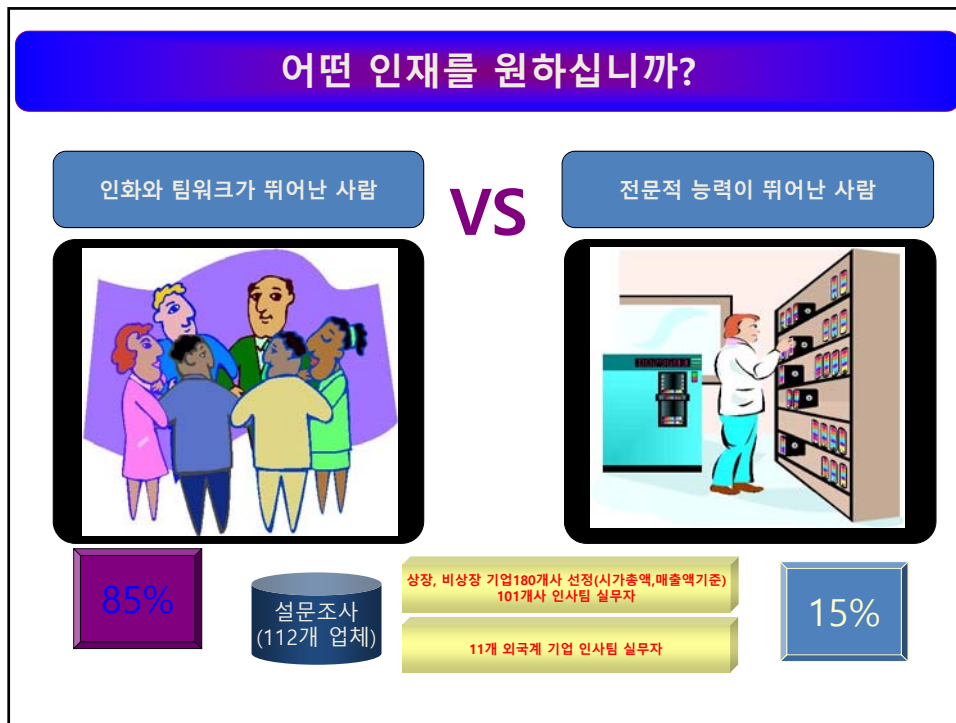 어떤 인재를 원하십니까?
인화와 팀워크가 뛰어난 사람
VS
전문적 능력이 뛰어난 사람
85%
설문조사
(112개 업체)
상장, 비상장 기업180개사 선정(시가총액,매출액기준)
101개사 인사팀 실무자
11개 외국계 기업 인사팀 실무자
15%